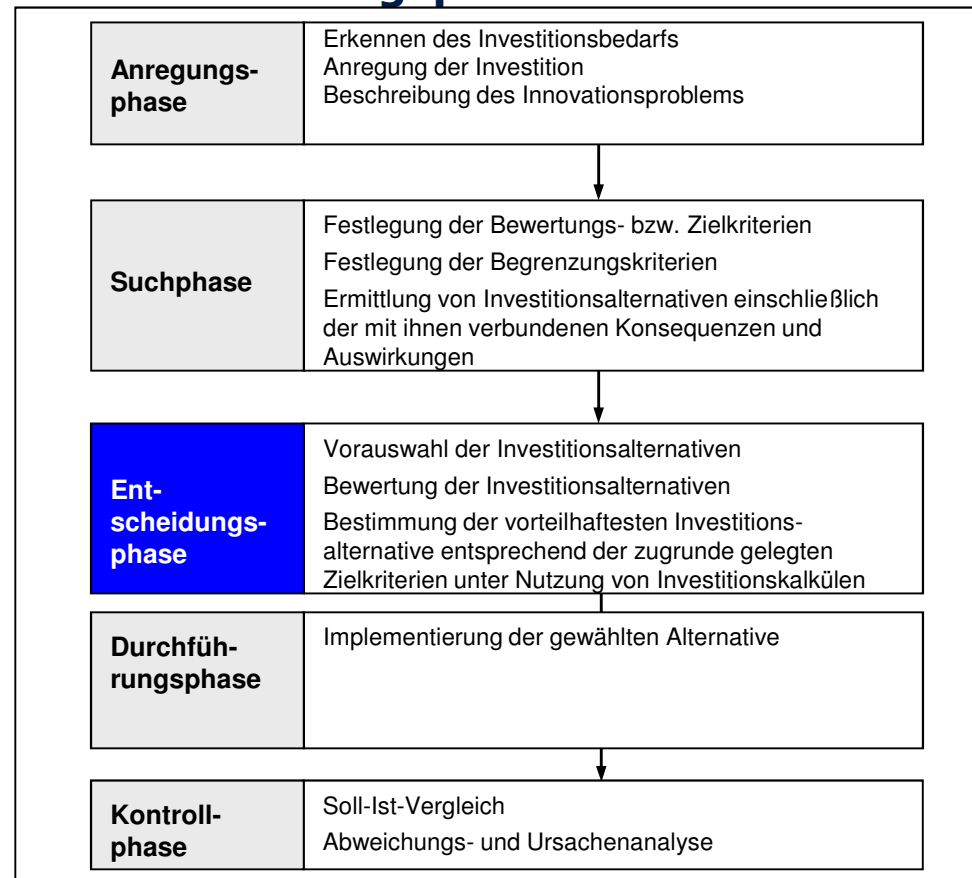 Anregungs-
phase
Erkennen des Investitionsbedarfs
Anregung der Investition
Beschreibung des Innovationsproblems
Suchphase
Festlegung der Bewertungs- bzw. Zielkriterien
Festlegung der Begrenzungskriterien
Ermittlung von Investitionsalternativen einschließlich
der mit ihnen verbundenen Konsequenzen und
Auswirkungen
Ent-
scheidungs-
phase
Vorauswahl der Investitionsalternativen
Bewertung der Investitionsalternativen
Bestimmung der vorteilhaftesten Investitions-
alternative entsprechend der zugrunde gelegten
Zielkriterien unter Nutzung von Investitionskalkülen
Durchfüh-
rungsphase
Implementierung der gewählten Alternative
Kontroll-
phase
Soll-Ist-Vergleich
Abweichungs- und Ursachenanalyse